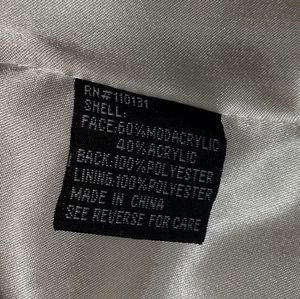 RN#110131
SHELL:
FACE:60%MODACRYLIC
40%ACRYLIC
BACK:100%POLYESTER
LINING:100%POLYESTER
MADE IN CHINA
SEE REVERSE FOR CARE